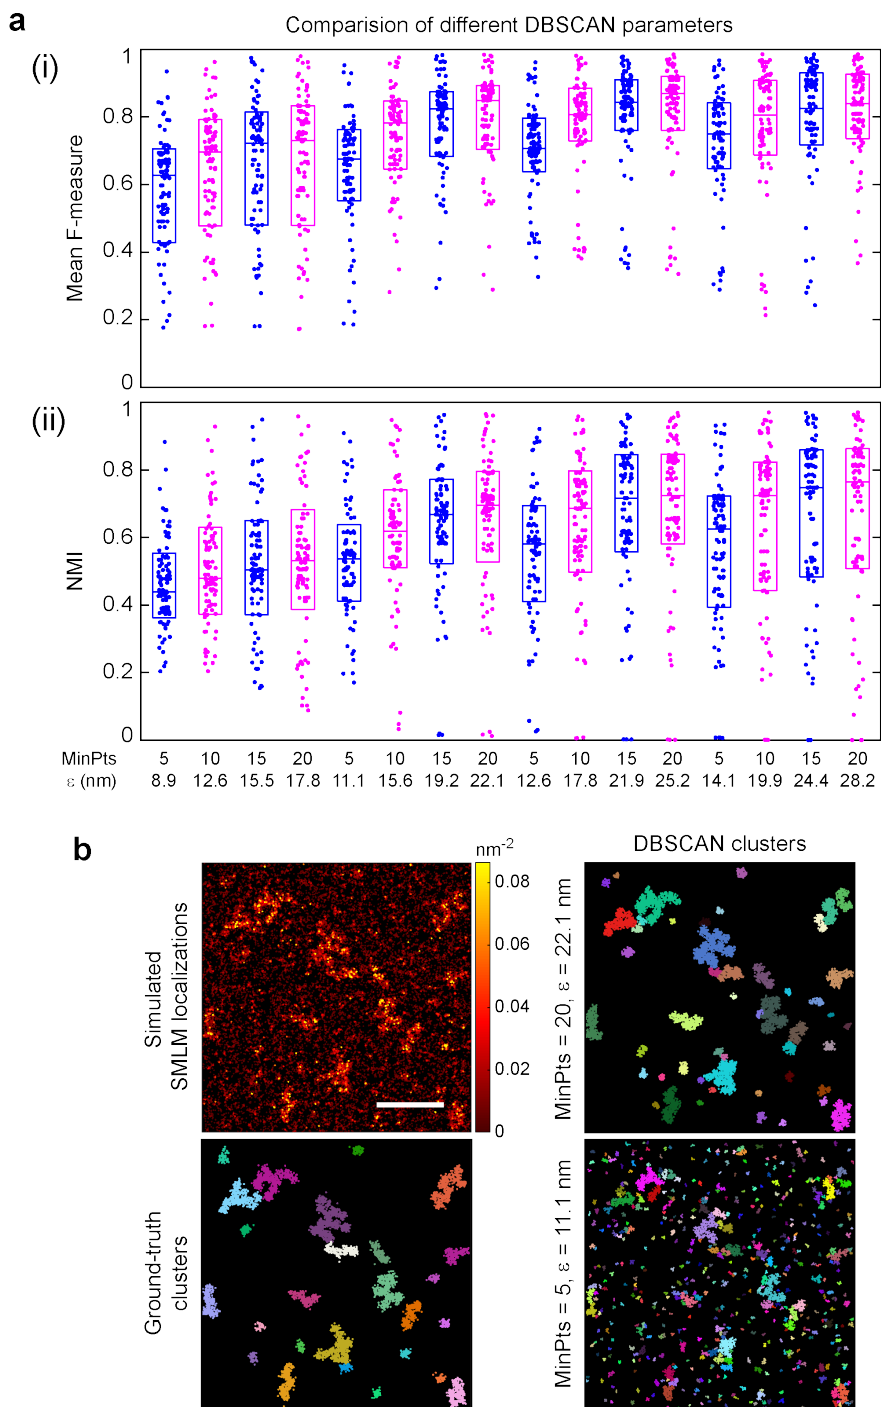 a
Comparision of different DBSCAN parameters
(i)
Mean F-measure
1
0.8
0.6
0.4
0.2
0
(ii)
NMI
1
0.8
0.6
0.4
0.2
0
MinPts 5 10 15 20 5 10 15 20 5 10 15 20 5 10 15 20
ε (nm) 8.9 12.6 15.5 17.8 11.1 15.6 19.2 22.1 12.6 17.8 21.9 25.2 14.1 19.9 24.4 28.2
b
Simulated
SMLM localizations
nm-2
0.08
0.06
0.04
0.02
0
DBSCAN clusters
MinPts = 20, ε = 22.1 nm
Ground-truth
clusters
MinPts = 5, ε = 11.1 nm